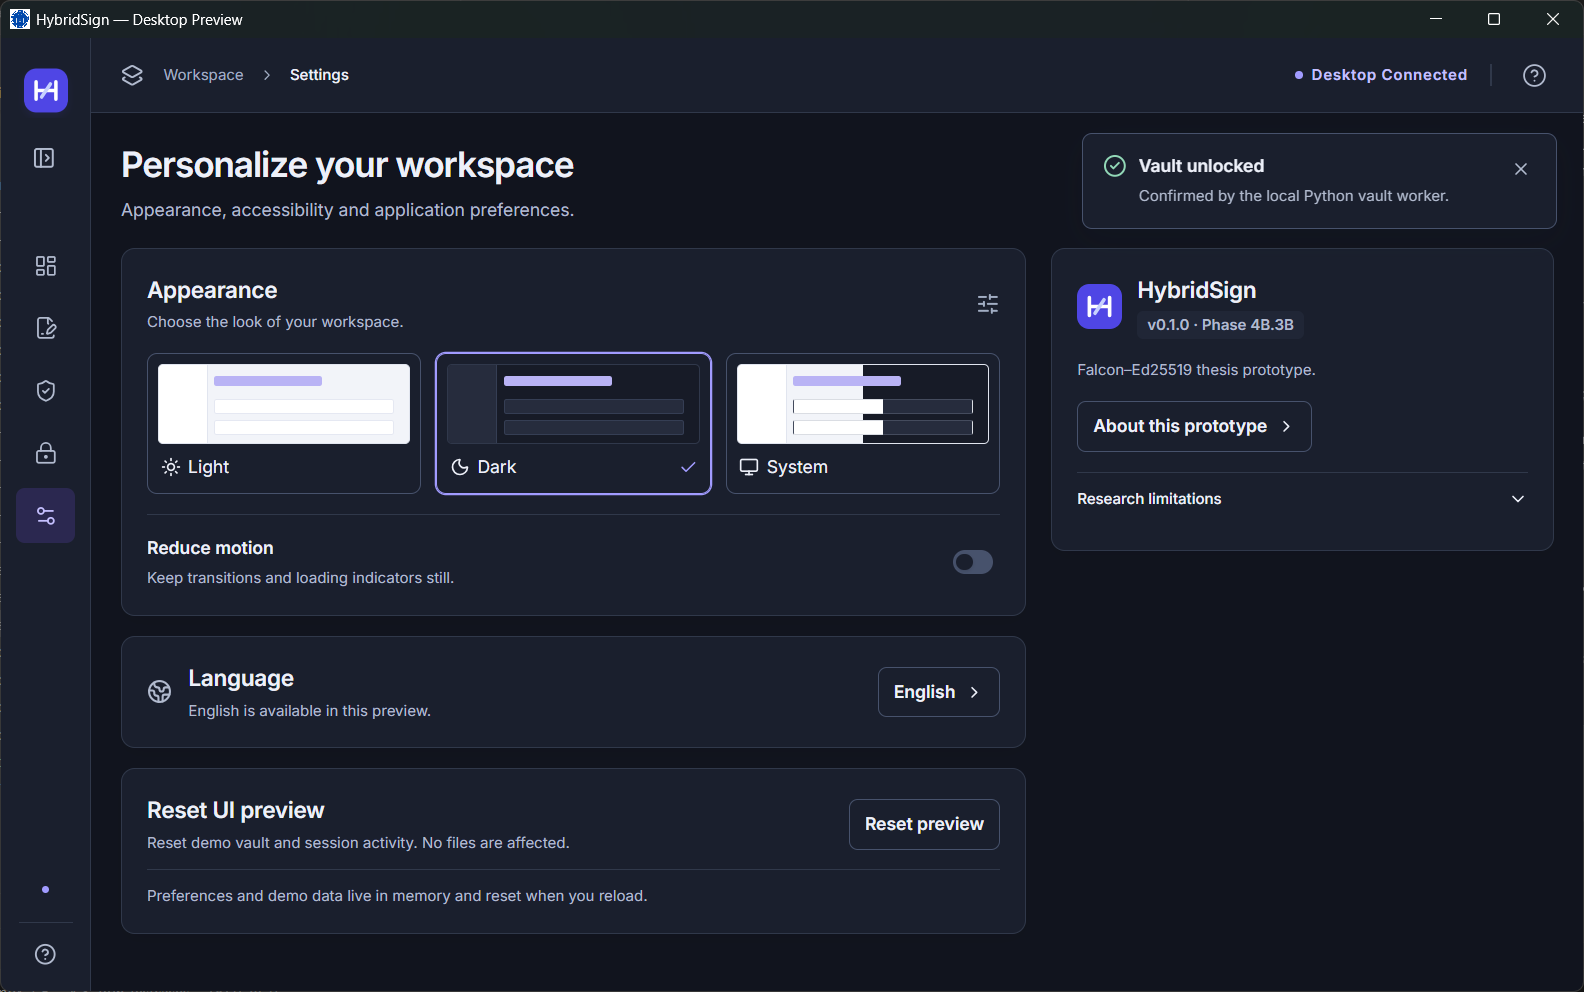 HybridSign — Desktop Preview
Workspace > Settings
Desktop Connected
Personalize your workspace
Appearance, accessibility and application preferences.
Vault unlocked
Confirmed by the local Python vault worker.
Appearance
Choose the look of your workspace.
Light
Dark
System
Reduce motion
Keep transitions and loading indicators still.
Language
English is available in this preview.
English
Reset UI preview
Reset demo vault and session activity. No files are affected.
Reset preview
Preferences and demo data live in memory and reset when you reload.
HybridSign
v0.1.0 · Phase 4B.3B
Falcon–Ed25519 thesis prototype.
About this prototype
Research limitations